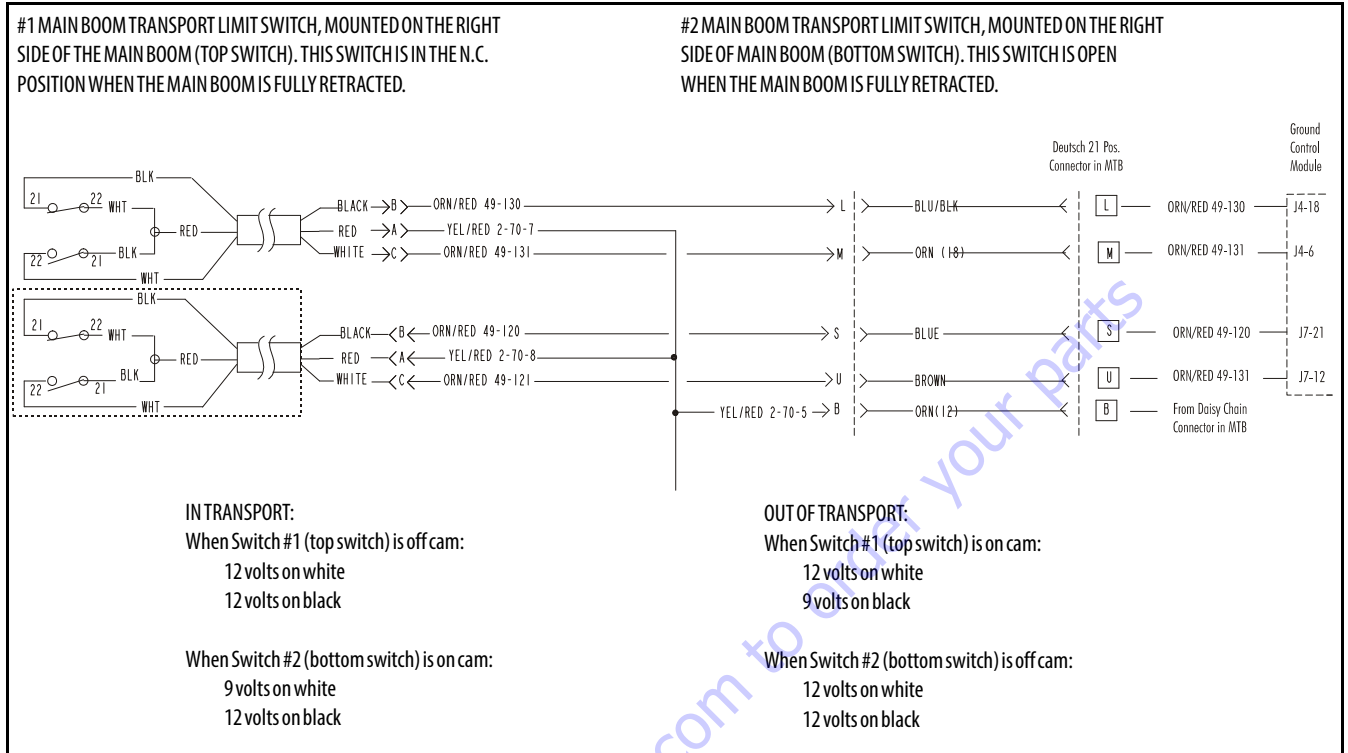 #1 MAIN BOOM TRANSPORT LIMIT SWITCH, MOUNTED ON THE RIGHT
SIDE OF THE MAIN BOOM (TOP SWITCH). THIS SWITCH IS IN THE N.C.
POSITION WHEN THE MAIN BOOM IS FULLY RETRACTED.
#2 MAIN BOOM TRANSPORT LIMIT SWITCH, MOUNTED ON THE RIGHT
SIDE OF MAIN BOOM (BOTTOM SWITCH). THIS SWITCH IS OPEN
WHEN THE MAIN BOOM IS FULLY RETRACTED.
Ground
Control
Module
Deutsch 21 Pos.
Connector in MTB
BLK
21 22 WHT
RED
22 21 BLK
WHT
BLACK B ORN/RED 49-130 L BLU/BLK L ORN/RED 49-130 J4-18
RED A YEL/RED 2-70-7
WHITE C ORN/RED 49-131 M ORN (18) M ORN/RED 49-131 J4-6
BLK
21 22 WHT
RED
22 21 BLK
WHT
BLACK B ORN/RED 49-120 S BLUE S ORN/RED 49-120 J7-21
RED A YEL/RED 2-70-8
WHITE C ORN/RED 49-121 U BROWN U ORN/RED 49-131 J7-12
YEL/RED 2-70-5 B ORN(12) B From Daisy Chain
Connector in MTB
IN TRANSPORT:
When Switch #1 (top switch) is off cam:
12 volts on white
12 volts on black
When Switch #2 (bottom switch) is on cam:
9 volts on white
12 volts on black
OUT OF TRANSPORT:
When Switch #1 (top switch) is on cam:
12 volts on white
9 volts on black
When Switch #2 (bottom switch) is off cam:
12 volts on white
12 volts on black
com to order your parts